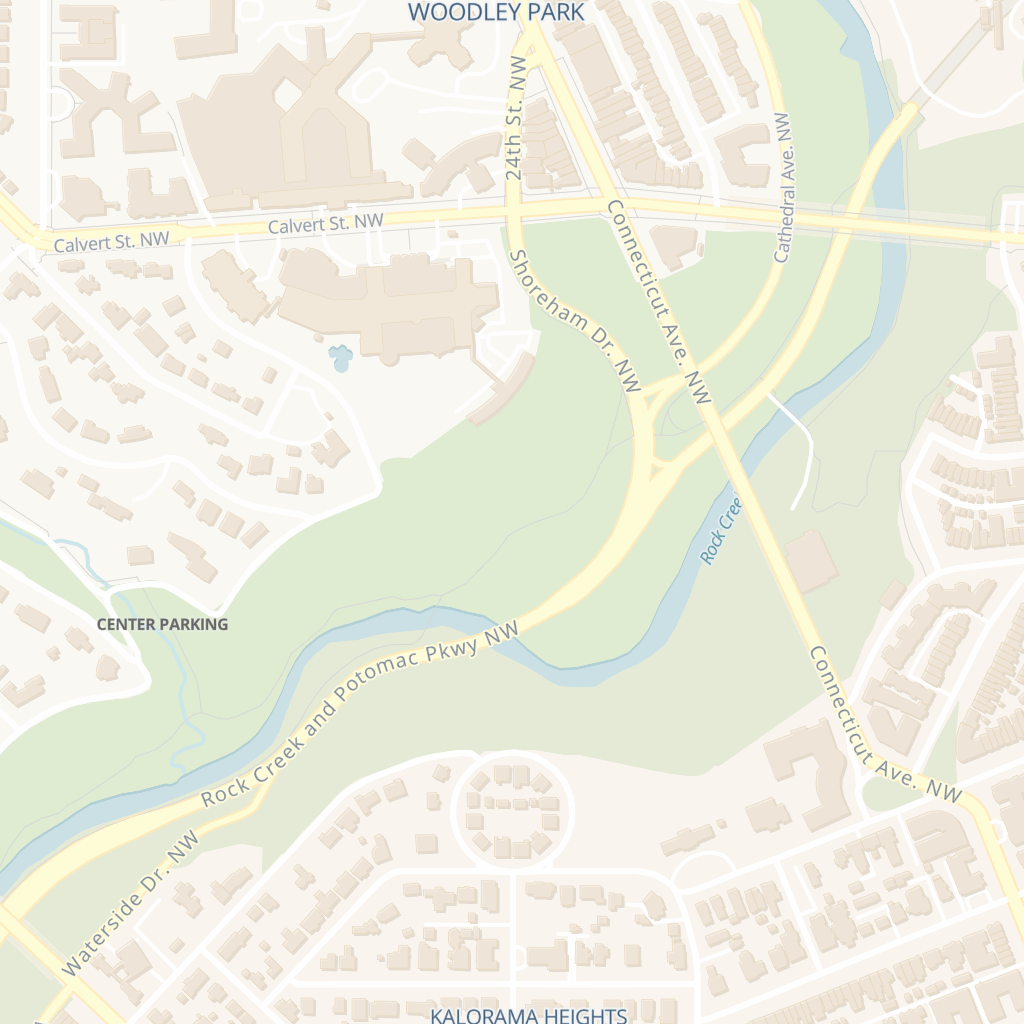 WOODLEY PARK
24th St. NW
Cathedral Ave. NW
Calvert St. NW
Calvert St. NW
Connecticut Ave. NW
Shoreham Dr. NW
Rock Cree
CENTER PARKING
Rock Creek and Potomac Pkwy NW
Connecticut Ave. NW
Waterside Dr. NW
KALORAMA HEIGHTS